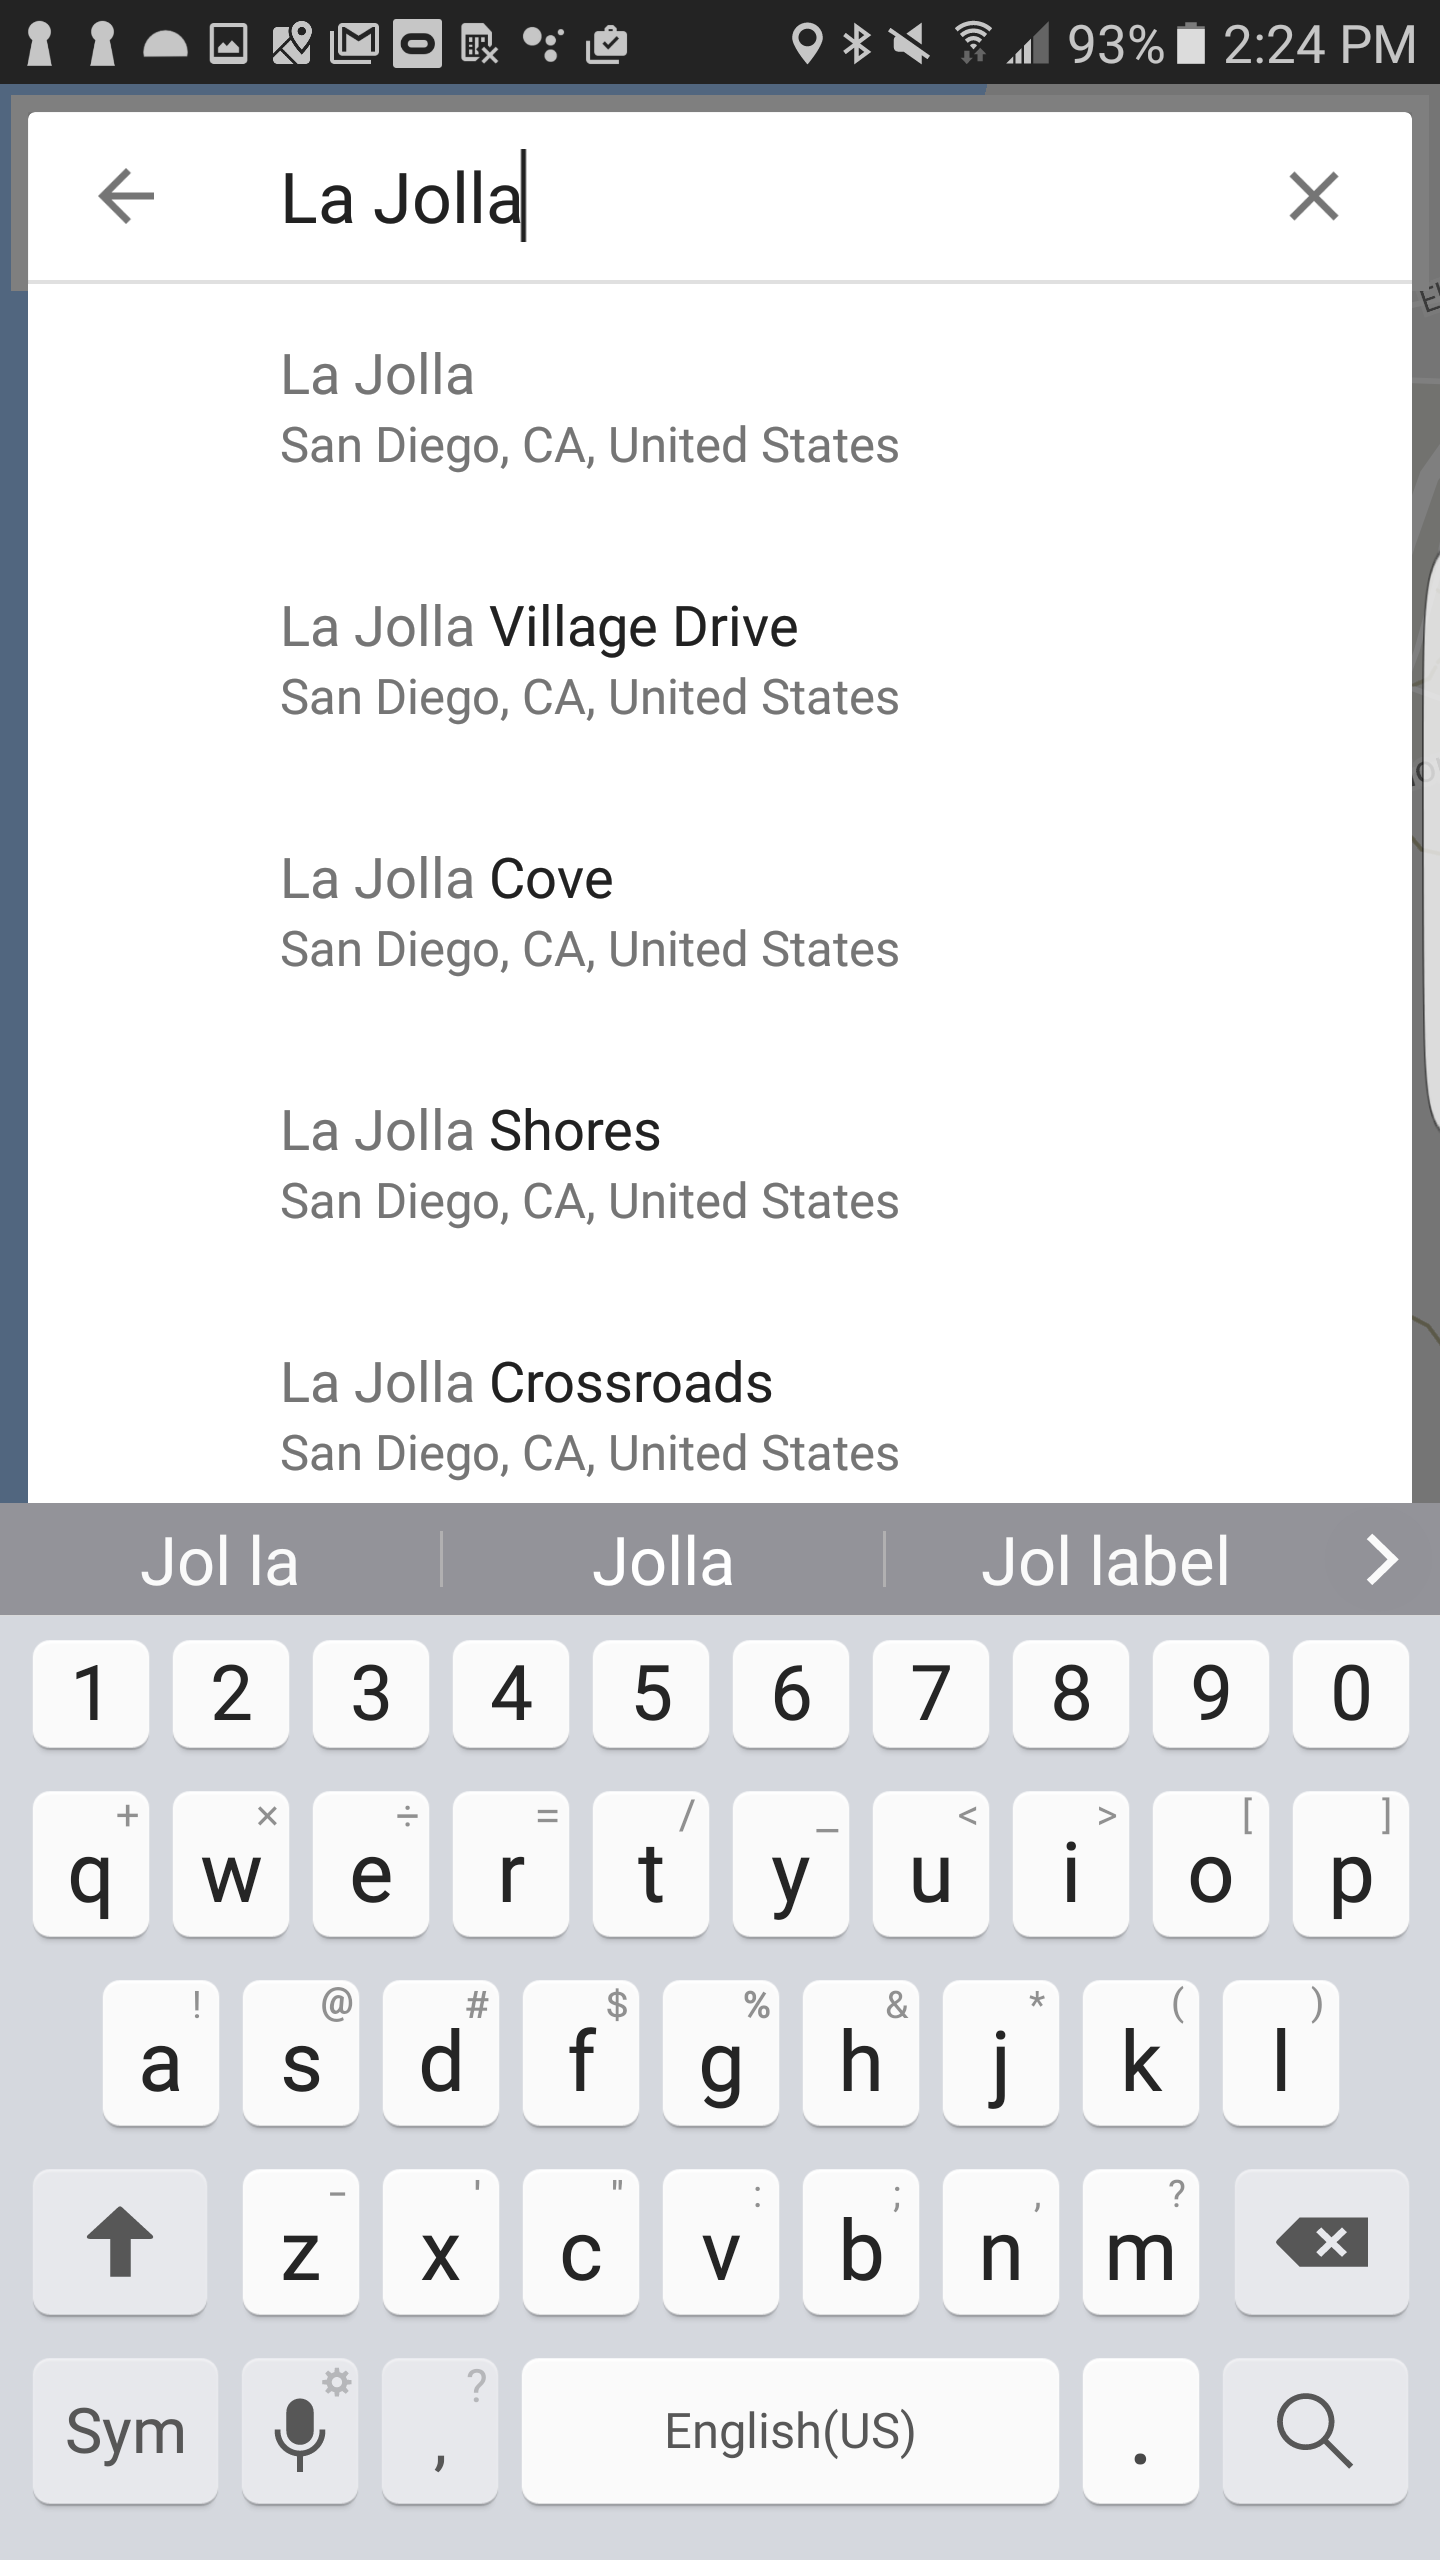 93% 2:24 PM
La Jolla
La Jolla
San Diego, CA, United States
La Jolla Village Drive
San Diego, CA, United States
La Jolla Cove
San Diego, CA, United States
La Jolla Shores
San Diego, CA, United States
La Jolla Crossroads
San Diego, CA, United States
Jol la Jolla Jol label
1 2 3 4 5 6 7 8 9 0
+ × ÷ = / _ < > [ ]
q w e r t y u i o p
! @ # $ % & * ( )
a s d f g h j k l
- ' " : ; , ?
z x c v b n m
?
Sym , English(US) .